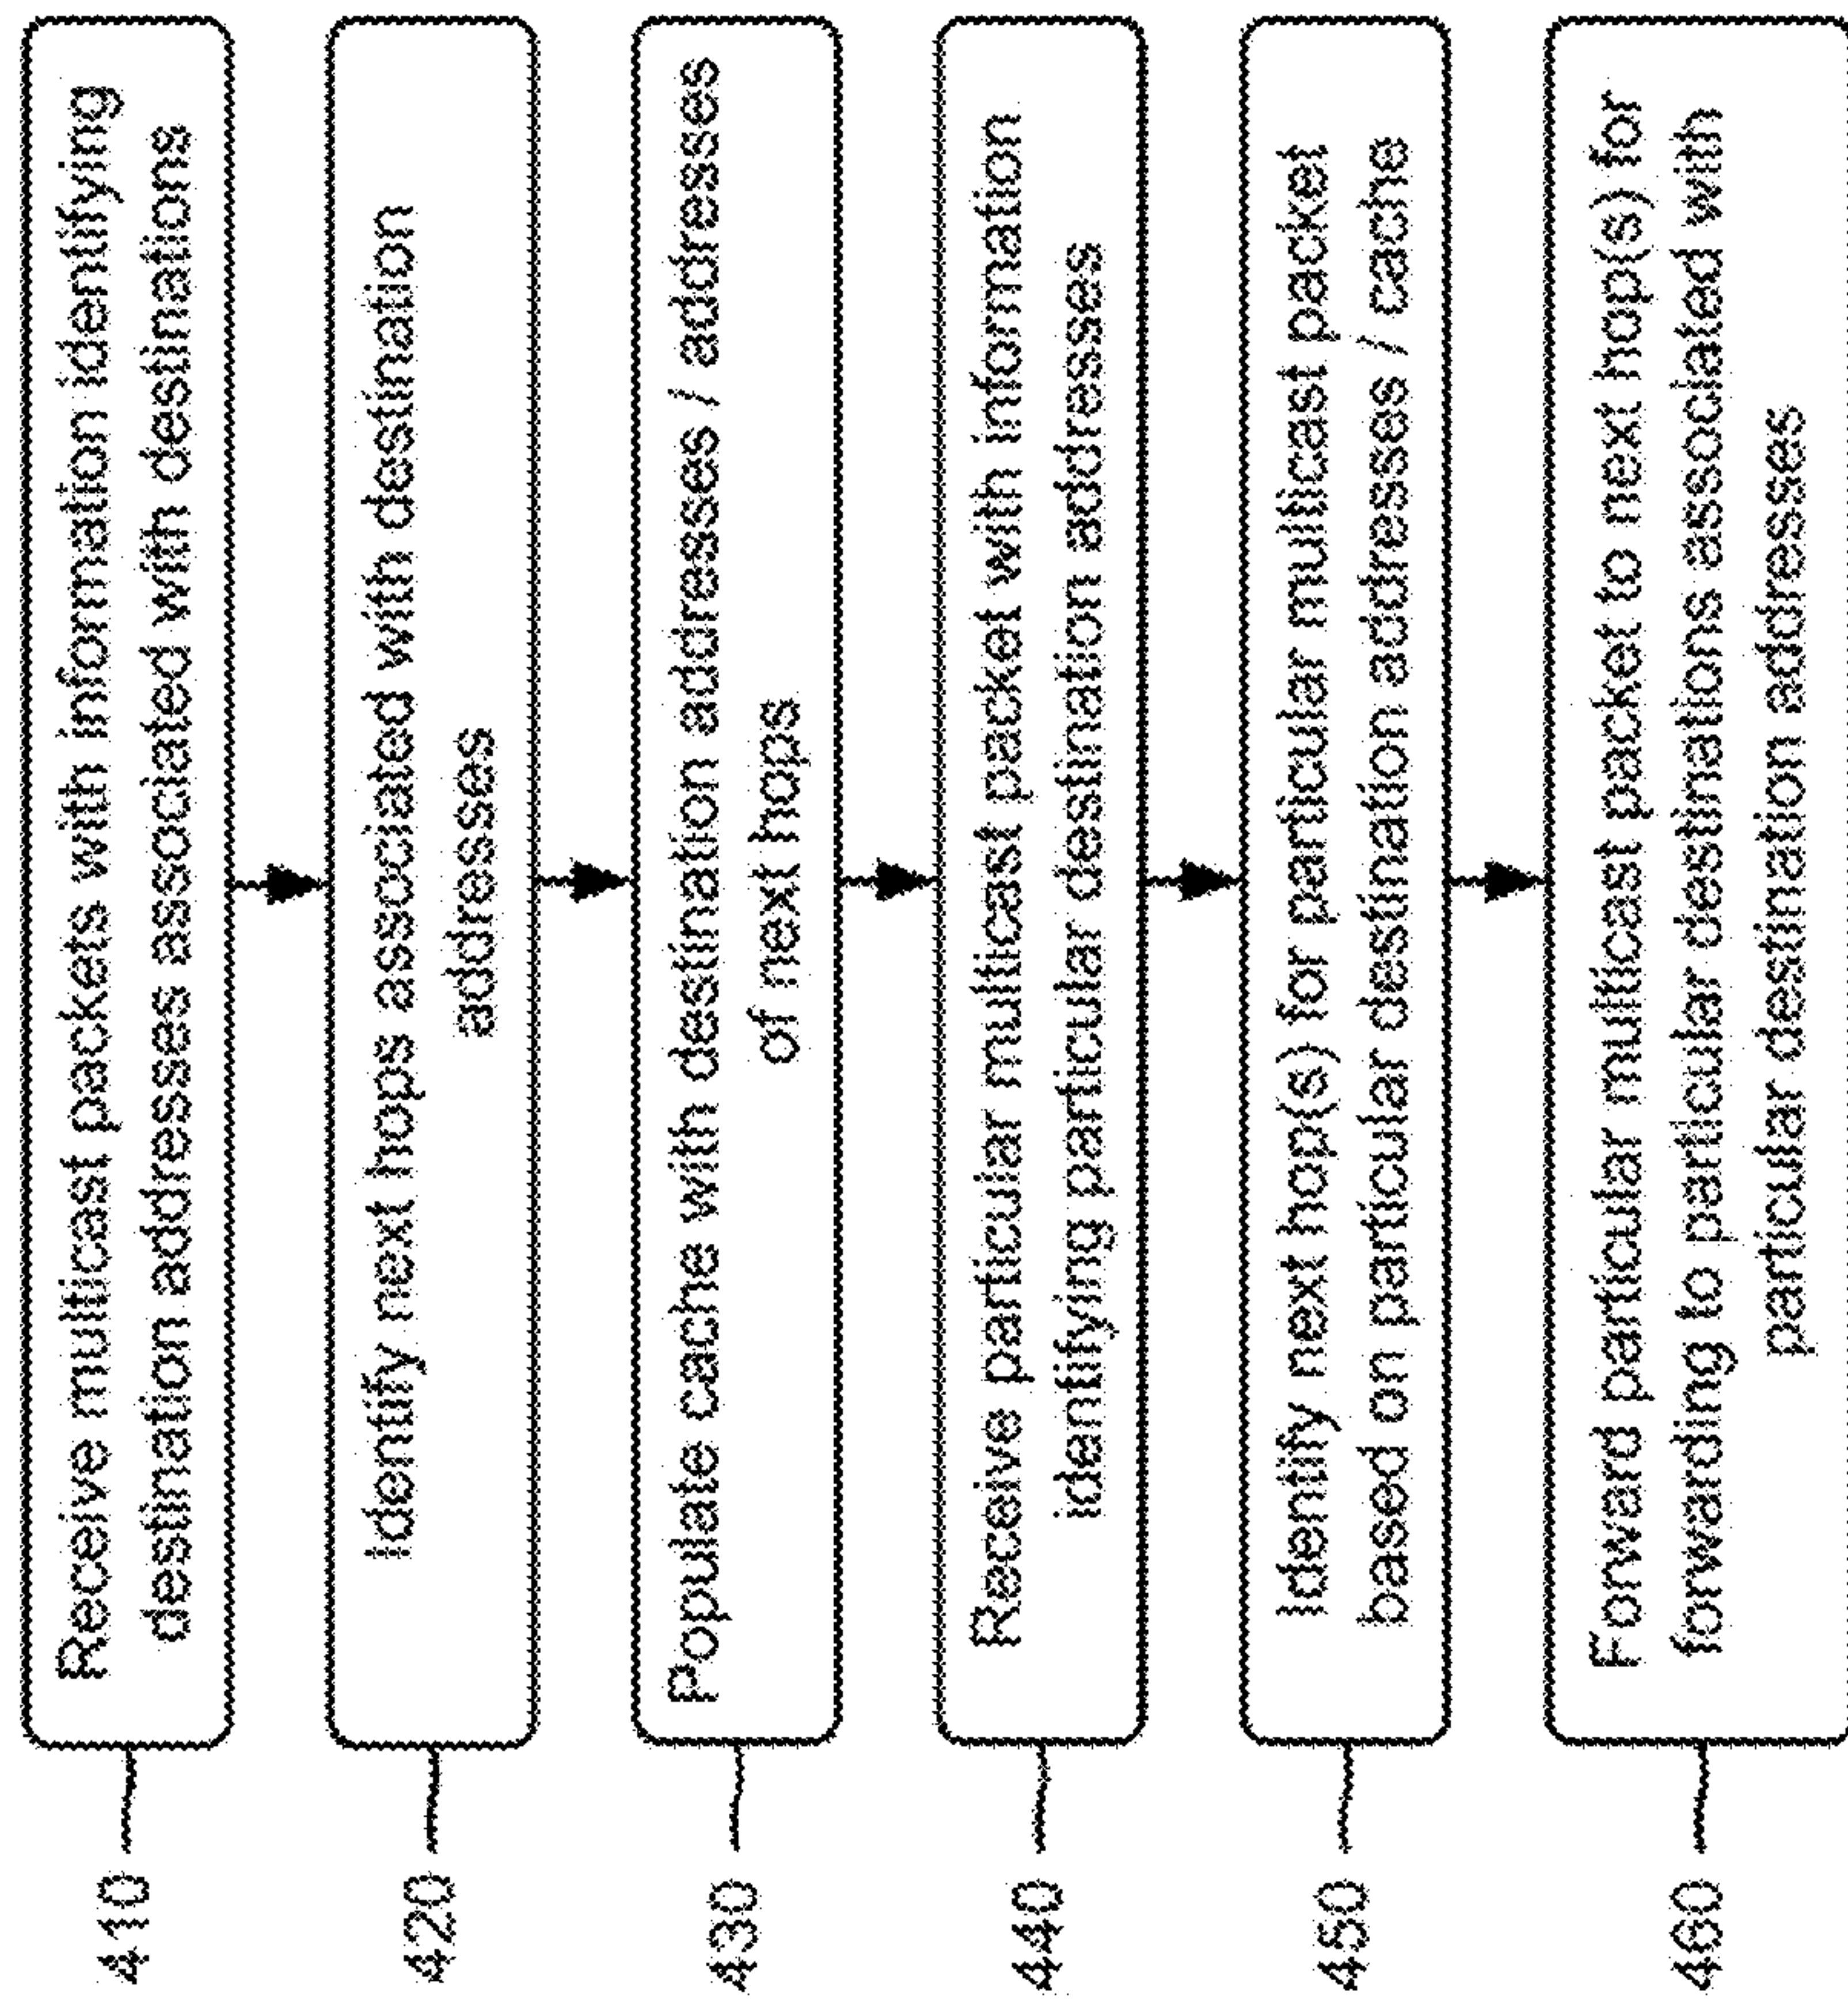 410
Receive multicast packets with information identifying
destination addresses associated with destinations
420
Identify next hops associated with destination
addresses
430
Populate cache with destination addresses / addresses
of next hops
440
Receive particular multicast packet with information
identifying particular destination addresses
450
Identify next hop(s) for particular multicast packet
based on particular destination addresses / cache
460
Forward particular multicast packet to next hop(s) for
forwarding to particular destinations associated with
particular destination addresses